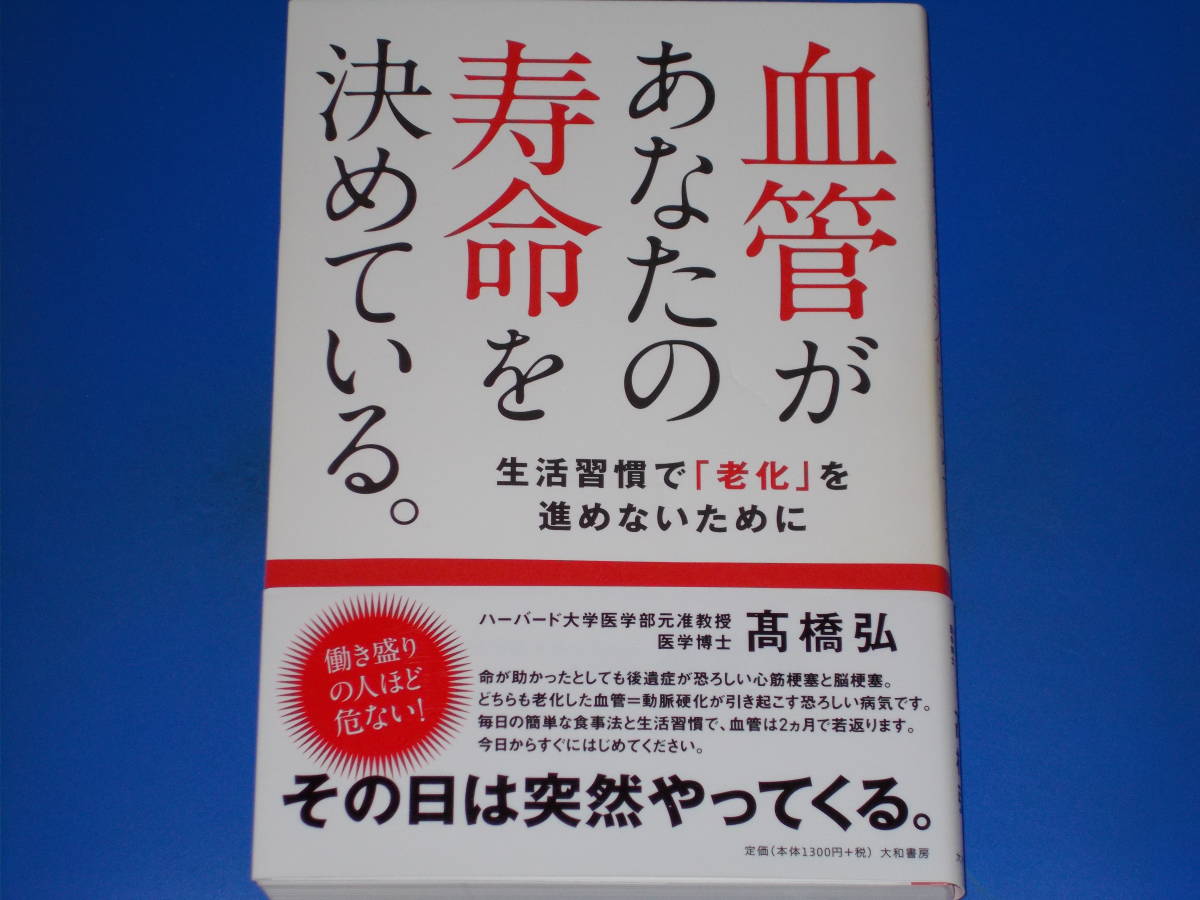 血管が
あなたの
寿命を
決めている。
生活習慣で「老化」を
進めないために
働き盛り
の人ほど
危ない!
ハーバード大学医学部元准教授
医学博士
髙橋弘
命が助かったとしても後遺症が恐ろしい心筋梗塞と脳梗塞。
どちらも老化した血管=動脈硬化が引き起こす恐ろしい病気です。
毎日の簡単な食事法と生活習慣で、血管は2ヵ月で若返ります。
今日からすぐにはじめてください。
その日は突然やってくる。
定価(本体1300円+税) 大和書房